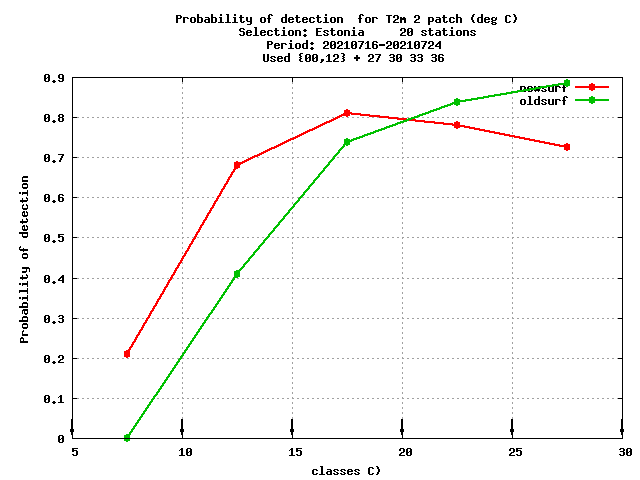 Probability of detection  for T2m 2 patch (deg C)
Selection: Estonia     20 stations
Period: 20210716-20210724
Used {00,12} + 27 30 33 36
0.9
0.8
0.7
0.6
0.5
0.4
0.3
0.2
0.1
0
Probability of detection
newsurf
oldsurf
5 10 15 20 25 30
classes C)